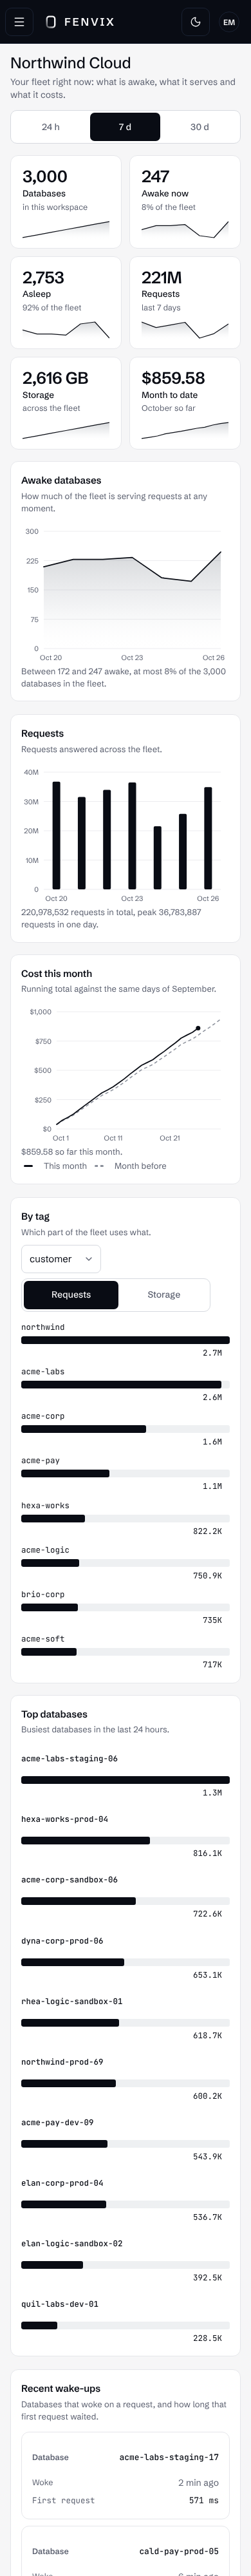 FENVIX
EM
Northwind Cloud
Your fleet right now: what is awake, what it serves and
what it costs.
24 h
7 d
30 d
3,000
Databases
in this workspace
247
Awake now
8% of the fleet
2,753
Asleep
92% of the fleet
221M
Requests
last 7 days
2,616 GB
Storage
across the fleet
$859.58
Month to date
October so far
Awake databases
How much of the fleet is serving requests at any
moment.
300
225
150
75
0
Oct 20
Oct 23
Oct 26
Between 172 and 247 awake, at most 8% of the 3,000
databases in the fleet.
Requests
Requests answered across the fleet.
40M
30M
20M
10M
0
Oct 20
Oct 23
Oct 26
220,978,532 requests in total, peak 36,783,887
requests in one day.
Cost this month
Running total against the same days of September.
$1,000
$750
$500
$250
$0
Oct 1
Oct 11
Oct 21
$859.58 so far this month.
This month
Month before
By tag
Which part of the fleet uses what.
customer
Requests
Storage
northwind
2.7M
acme-labs
2.6M
acme-corp
1.6M
acme-pay
1.1M
hexa-works
822.2K
acme-logic
750.9K
brio-corp
735K
acme-soft
717K
Top databases
Busiest databases in the last 24 hours.
acme-labs-staging-06
1.3M
hexa-works-prod-04
816.1K
acme-corp-sandbox-06
722.6K
dyna-corp-prod-06
653.1K
rhea-logic-sandbox-01
618.7K
northwind-prod-69
600.2K
acme-pay-dev-09
543.9K
elan-corp-prod-04
536.7K
elan-logic-sandbox-02
392.5K
quil-labs-dev-01
228.5K
Recent wake-ups
Databases that woke on a request, and how long that
first request waited.
Database
acme-labs-staging-17
Woke
2 min ago
First request
571 ms
Database
cald-pay-prod-05